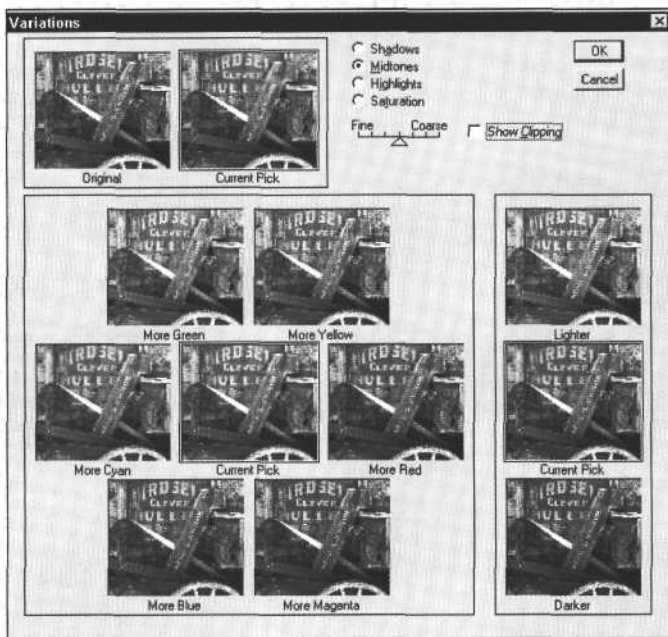 Variations
Shadows
Midtones
Highlights
Saturation
Fine
Coarse
Show Clipping
OK
Cancel
Original
Current Pick
More Green
More Yellow
Lighter
More Cyan
Current Pick
More Red
Current Pick
More Blue
More Magenta
Darker